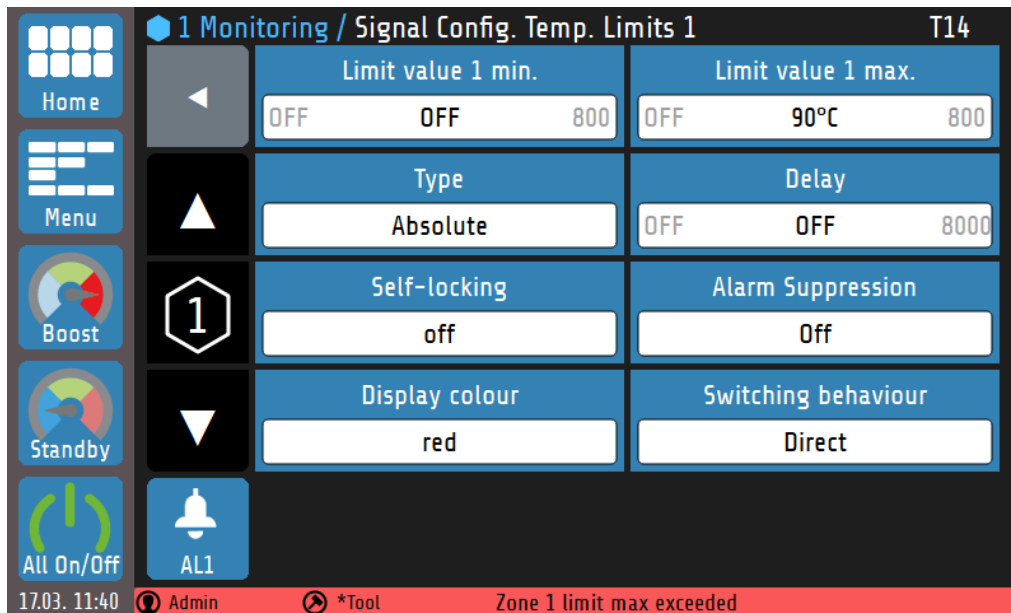 1 Monitoring / Signal Config. Temp. Limits 1 T14
Home
Menu
Boost
Standby
All On/Off
17.03. 11:40
1
AL1
Limit value 1 min.
OFF OFF 800
Limit value 1 max.
OFF 90°C 800
Type
Absolute
Delay
OFF OFF 8000
Self-locking
off
Alarm Suppression
Off
Display colour
red
Switching behaviour
Direct
Admin *Tool Zone 1 limit max exceeded